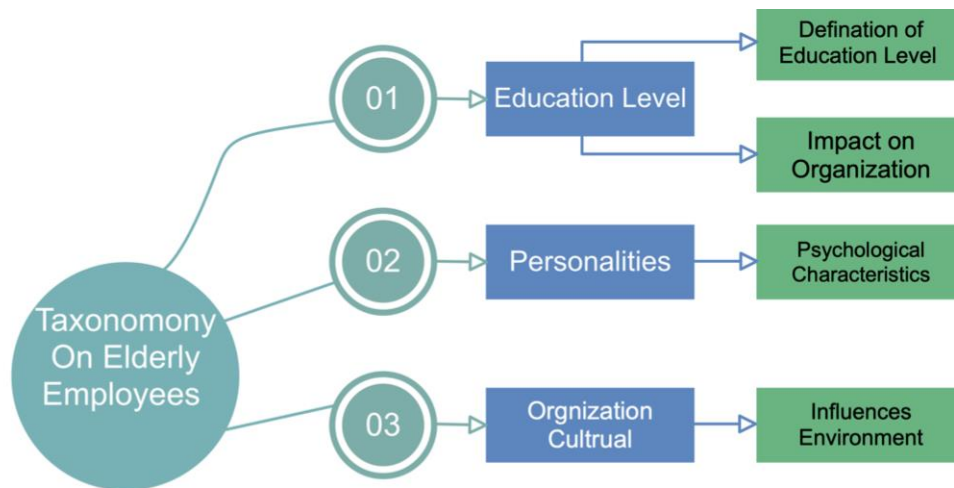 Taxonomony
On Elderly
Employees
01
Education Level
Defination of
Education Level
Impact on
Organization
02
Personalities
Psychological
Characteristics
03
Orgnization
Cultrual
Influences
Environment